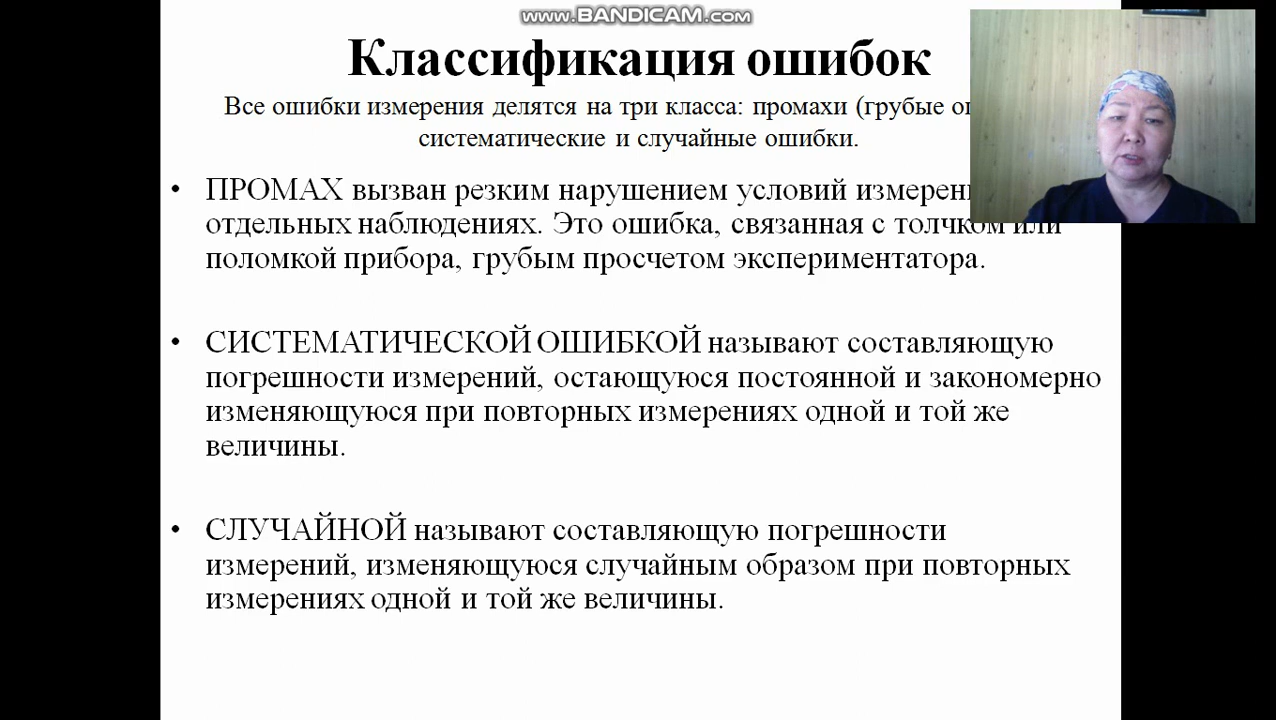 www.BANDICAM.com
Классификация ошибок
Все ошибки измерения делятся на три класса: промахи (грубые
систематические и случайные ошибки.
• ПРОМАХ вызван резким нарушением условий
отдельных наблюдениях. Это ошибка, связанная с толчком или
поломкой прибора, грубым просчетом экспериментатора.
• СИСТЕМАТИЧЕСКОЙ ОШИБКОЙ называют составляющую
погрешности измерений, остающуюся постоянной и закономерно
изменяющуюся при повторных измерениях одной и той же
величины.
• СЛУЧАЙНОЙ называют составляющую погрешности
измерений, изменяющуюся случайным образом при повторных
измерениях одной и той же величины.